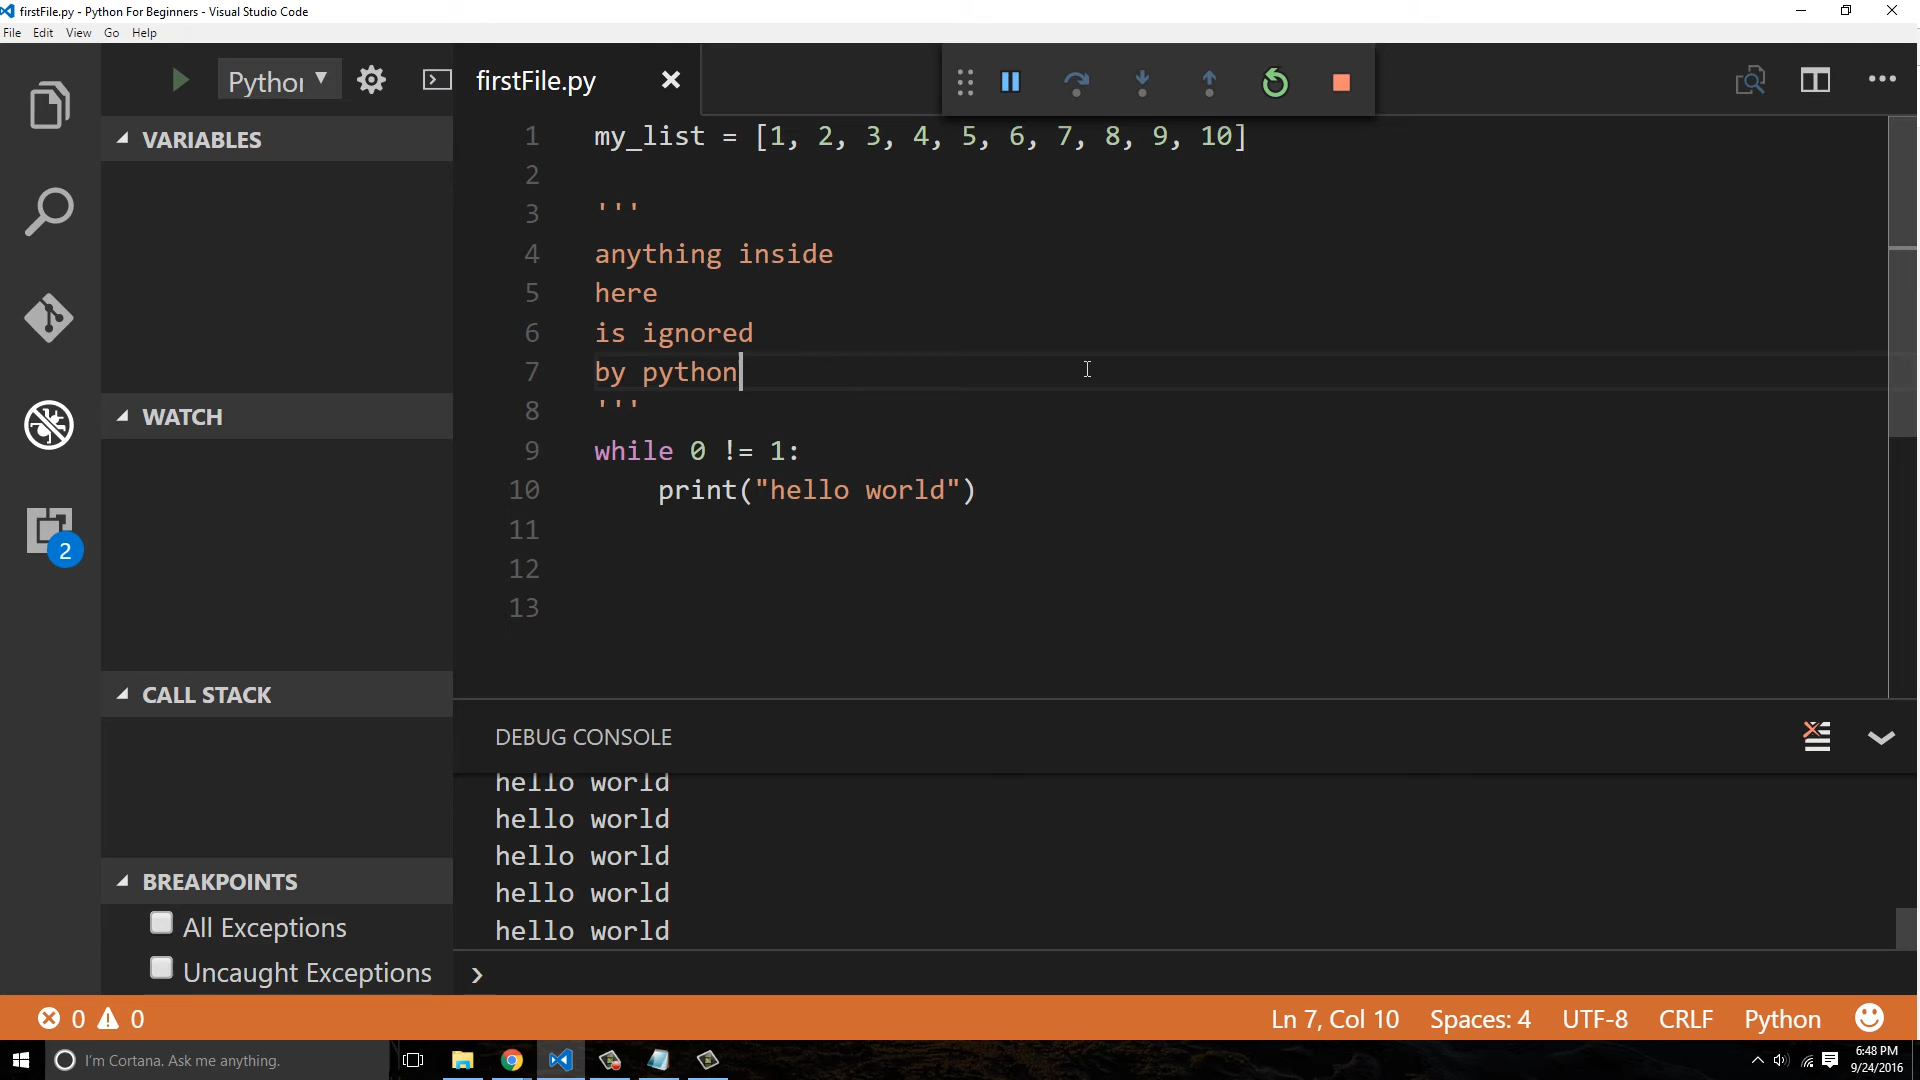 firstFile.py - Python For Beginners - Visual Studio Code
File Edit View Go Help
firstFile.py
VARIABLES
WATCH
CALL STACK
BREAKPOINTS
All Exceptions
Uncaught Exceptions
2
1 my_list = [1, 2, 3, 4, 5, 6, 7, 8, 9, 10]
2
3 '''
4 anything inside
5 here
6 is ignored
7 by python
8 '''
9 while 0 != 1:
10     print("hello world")
11
12
13
DEBUG CONSOLE
hello world
hello world
hello world
hello world
hello world
0 0
Ln 7, Col 10 Spaces: 4 UTF-8 CRLF Python
I'm Cortana. Ask me anything.
6:48 PM
9/24/2016